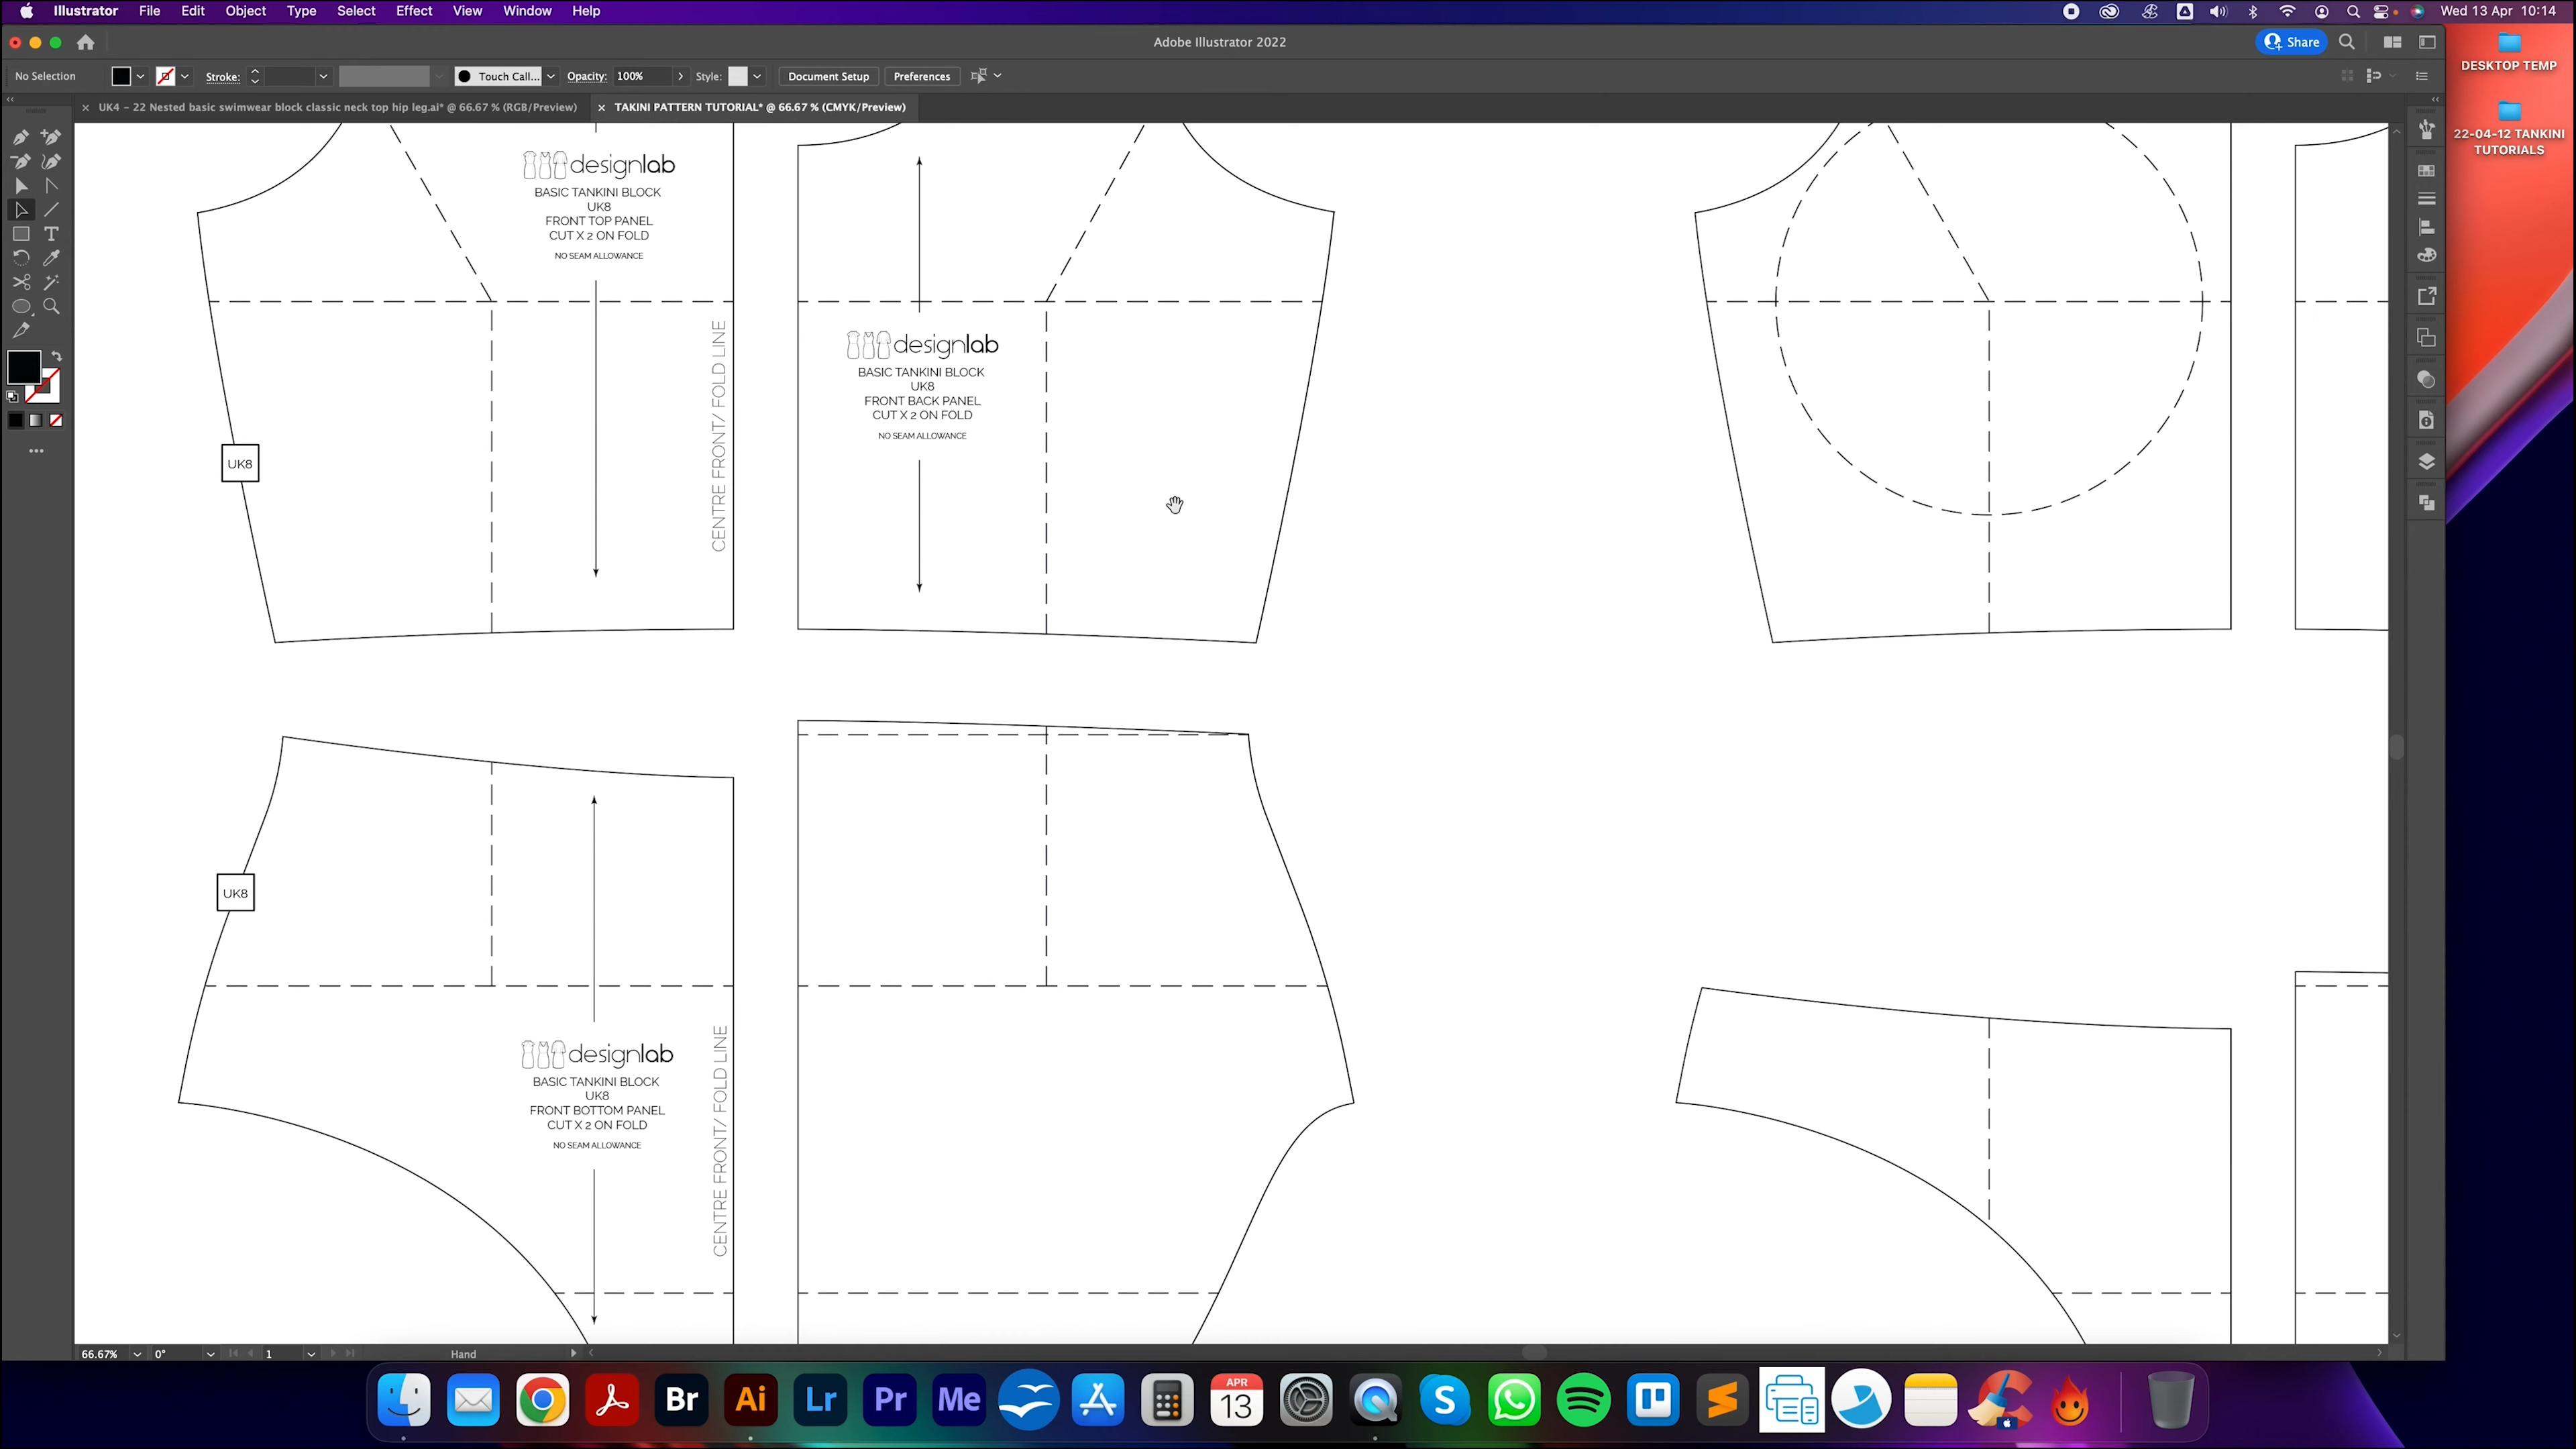 Illustrator File Edit Object Type Select Effect View Window Help
Wed 13 Apr 10:14
Adobe Illustrator 2022
Share
No Selection
Stroke:
Touch Call...
Opacity: 100%
Style:
Document Setup
Preferences
UK4 - 22 Nested basic swimwear block classic neck top hip leg.ai* @ 66.67 % (RGB/Preview)
TAKINI PATTERN TUTORIAL* @ 66.67 % (CMYK/Preview)
DESKTOP TEMP
22-04-12 TANKINI
TUTORIALS
designlab
BASIC TANKINI BLOCK
UK8
FRONT TOP PANEL
CUT X 2 ON FOLD
NO SEAM ALLOWANCE
CENTRE FRONT/ FOLD LINE
UK8
designlab
BASIC TANKINI BLOCK
UK8
FRONT BACK PANEL
CUT X 2 ON FOLD
NO SEAM ALLOWANCE
UK8
designlab
BASIC TANKINI BLOCK
UK8
FRONT BOTTOM PANEL
CUT X 2 ON FOLD
NO SEAM ALLOWANCE
CENTRE FRONT/ FOLD LINE
66.67%
0°
1
Hand
Br
Ai
Lr
Pr
Me
APR
13
S